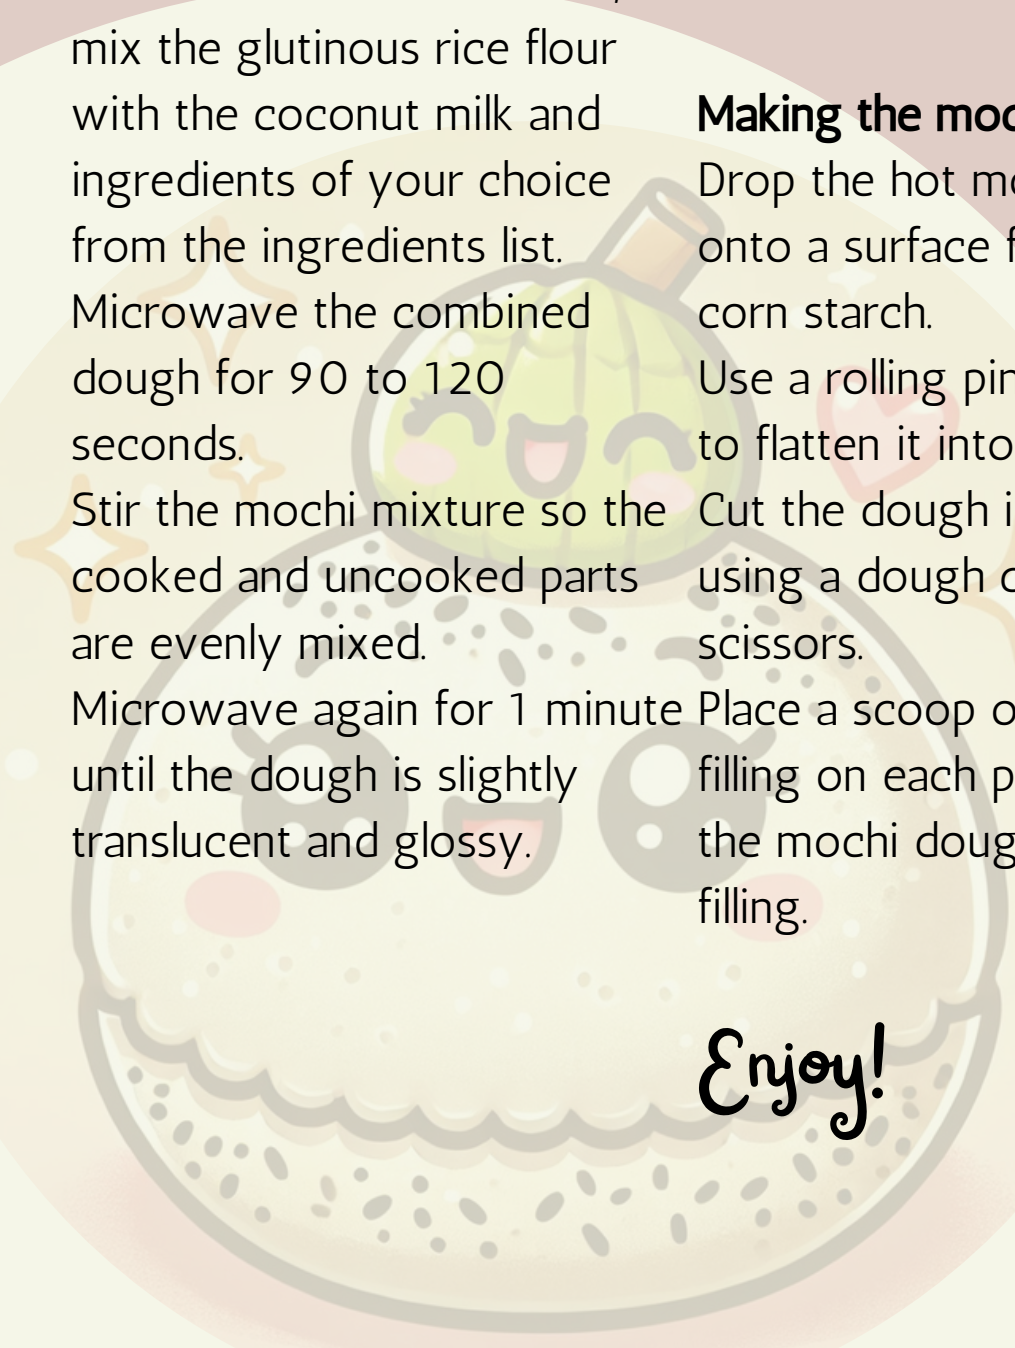 mix the glutinous rice flour
with the coconut milk and
ingredients of your choice
from the ingredients list.
Microwave the combined
dough for 90 to 120
seconds.
Stir the mochi mixture so the
cooked and uncooked parts
are evenly mixed.
Microwave again for 1 minute
until the dough is slightly
translucent and glossy.
Making the
Drop the hot
onto a surface
corn starch.
Use a rolling pin
to flatten it into
Cut the dough
using a dough
scissors.
Place a scoop
filling on each
the mochi
filling.
Enjoy!